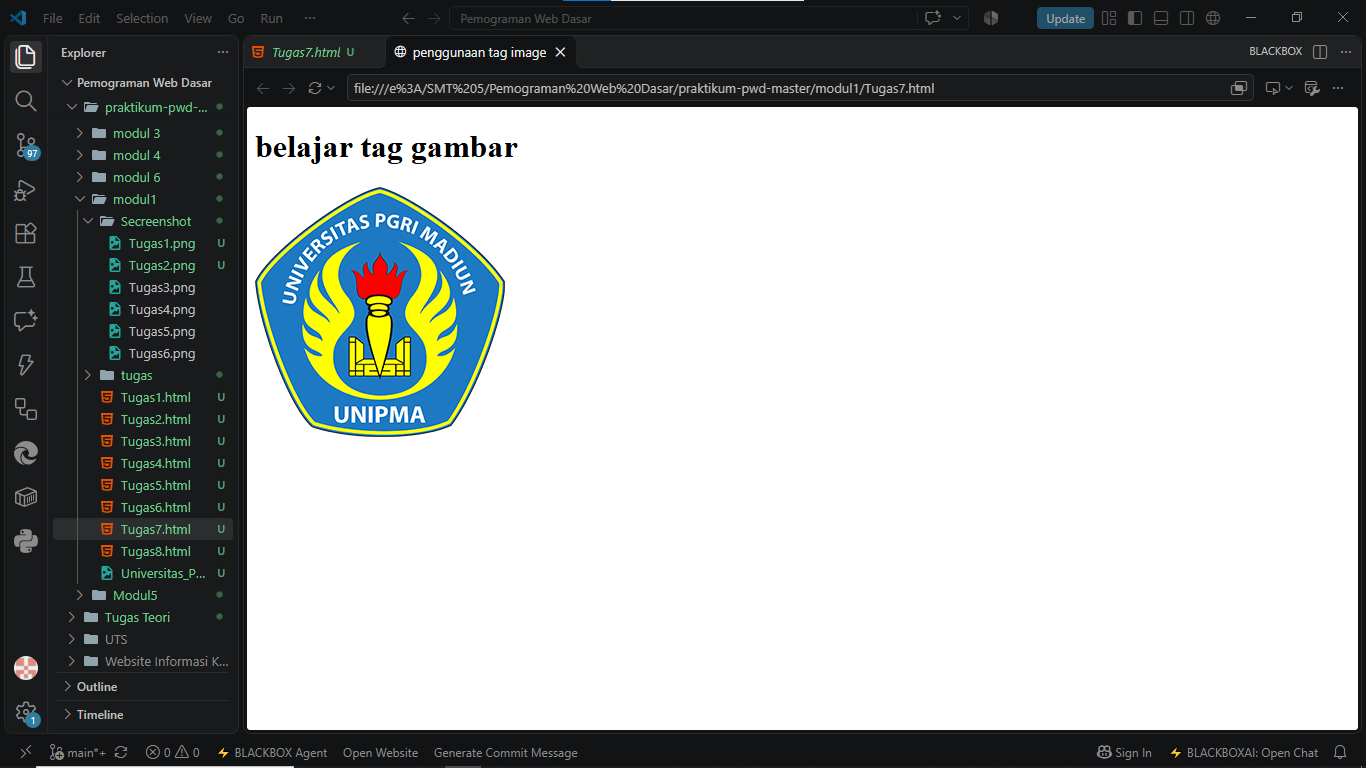 File Edit Selection View Go Run ··· Pemograman Web Dasar Update
Explorer ···
Pemograman Web Dasar
praktikum-pwd-...
modul 3
modul 4
97
modul 6
modul1
Secreenshot
Tugas1.png U
Tugas2.png U
Tugas3.png
Tugas4.png
Tugas5.png
Tugas6.png
tugas
Tugas1.html U
Tugas2.html U
Tugas3.html U
Tugas4.html U
Tugas5.html U
Tugas6.html U
Tugas7.html U
Tugas8.html U
Universitas_P... U
Modul5
Tugas Teori
UTS
Website Informasi K...
Outline
Timeline
1
Tugas7.html U penggunaan tag image BLACKBOX ···
file:///e%3A/SMT%205/Pemograman%20Web%20Dasar/praktikum-pwd-master/modul1/Tugas7.html ···
belajar tag gambar
UNIVERSITAS PGRI MADIUN
UNIPMA
main*+ 0 0 BLACKBOX Agent Open Website Generate Commit Message Sign In BLACKBOXAI: Open Chat